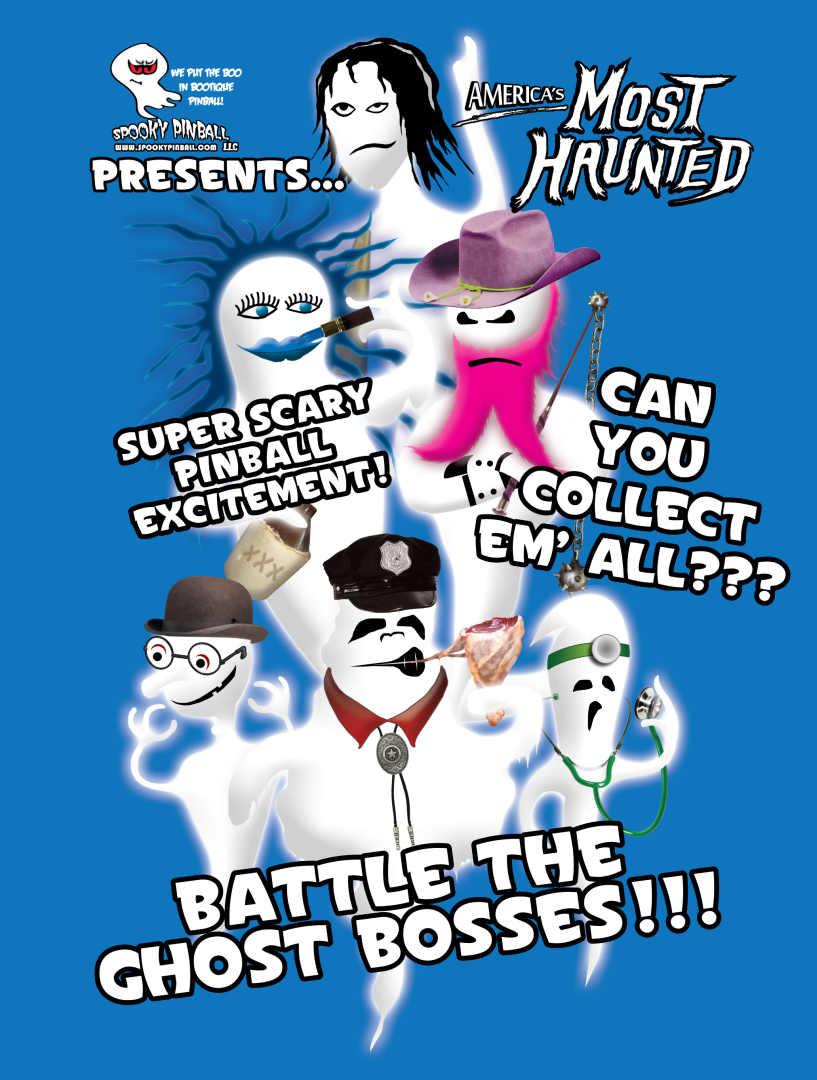 WE PUT THE BOO
IN BOOTIQUE
PINBALL!
SPOOKY PINBALL
WWW.SPOOKYPINBALL.COM LLC
PRESENTS...
AMERICA'S
MOST
HAUNTED
SUPER SCARY
PINBALL
EXCITEMENT!
CAN
YOU
COLLECT
EM' ALL???
XXX
BATTLE THE
GHOST BOSSES!!!